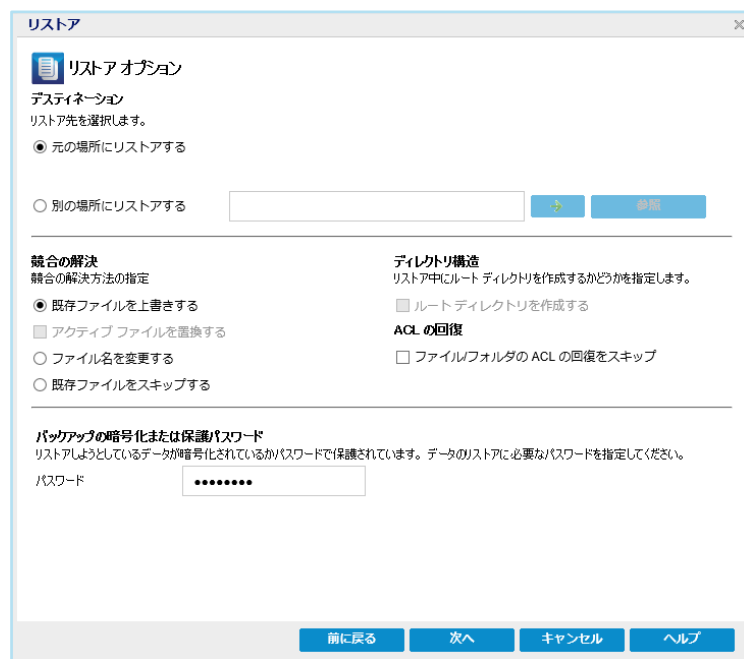 リストア
リストア オプション
デスティネーション
リストア先を選択します。
元の場所にリストアする
別の場所にリストアする
参照
競合の解決
競合の解決方法の指定
既存ファイルを上書きする
アクティブ ファイルを置換する
ファイル名を変更する
既存ファイルをスキップする
ディレクトリ構造
リストア中にルート ディレクトリを作成するかどうかを指定します。
ルート ディレクトリを作成する
ACL の回復
ファイル/フォルダの ACL の回復をスキップ
バックアップの暗号化または保護パスワード
リストアしようとしているデータが暗号化されているかパスワードで保護されています。データのリストアに必要なパスワードを指定してください。
パスワード ••••••••
前に戻る 次へ キャンセル ヘルプ